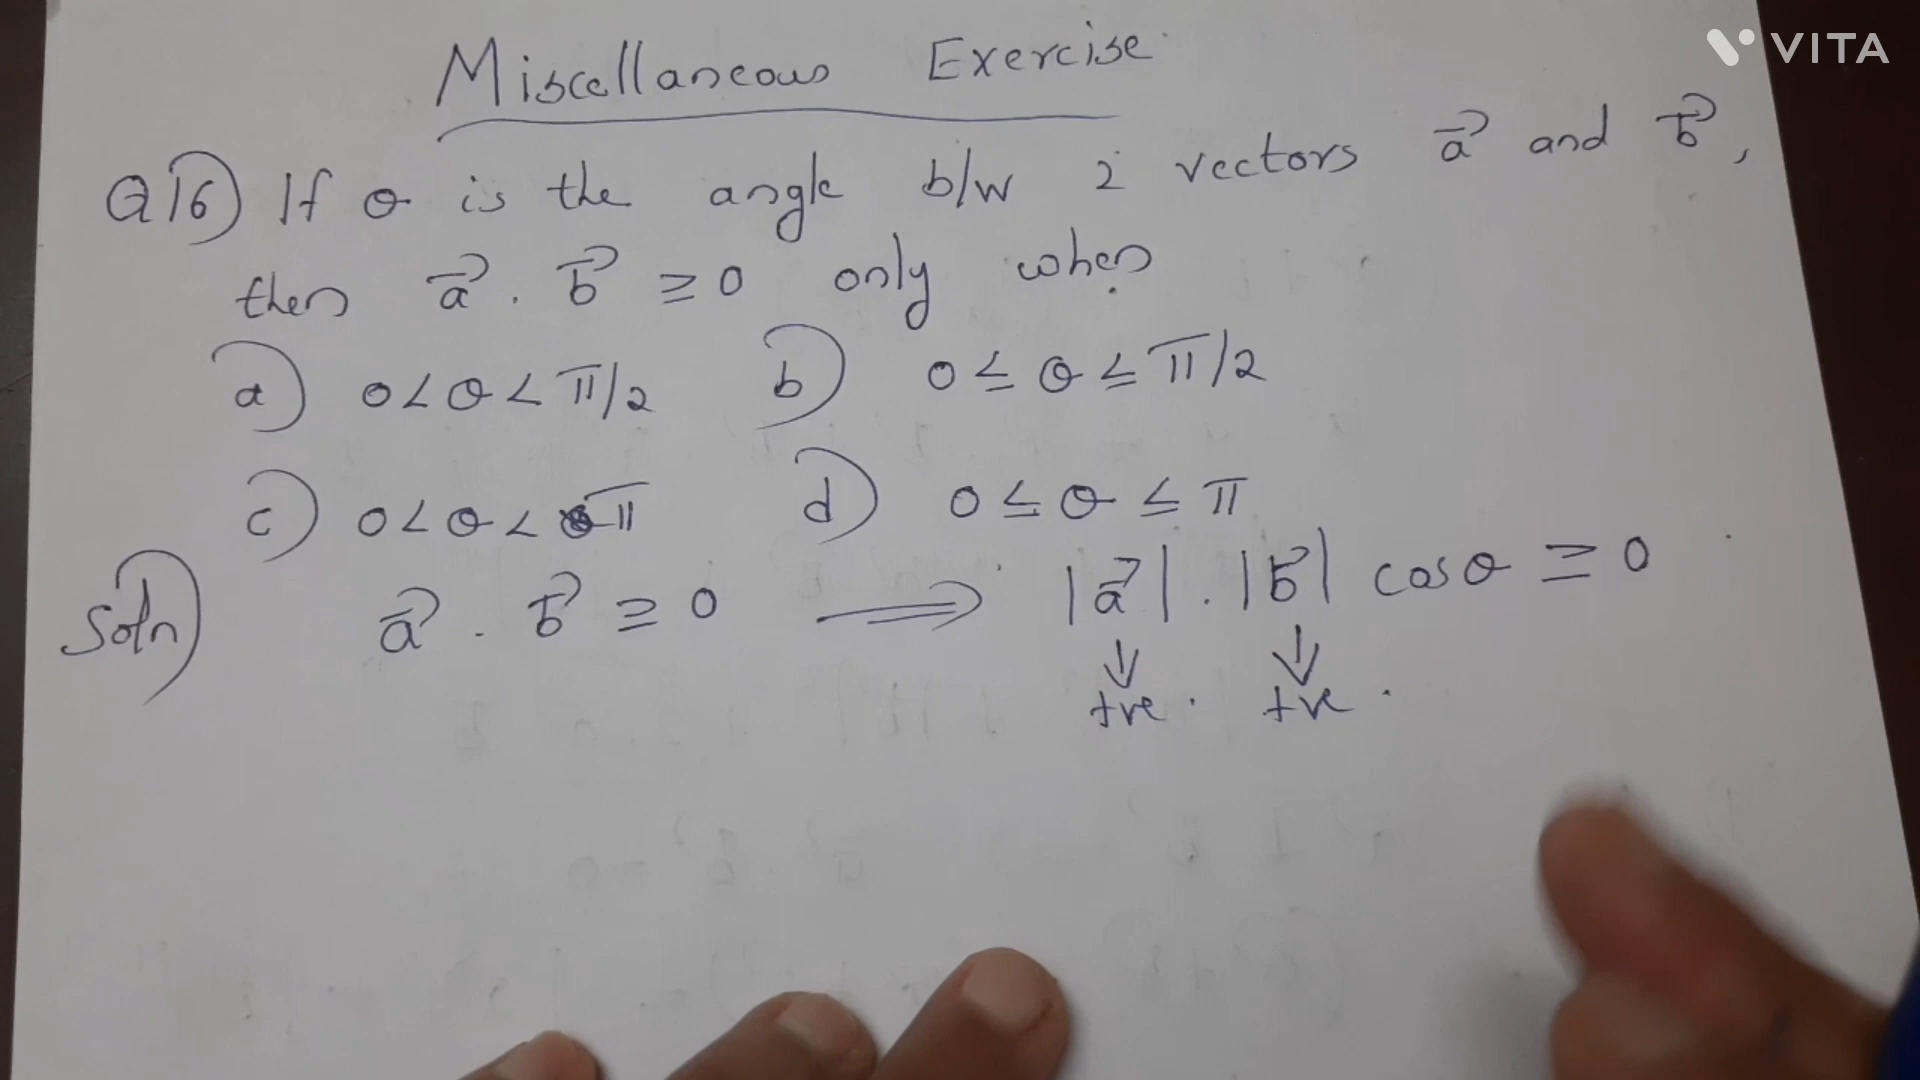 VITA
Miscellaneous Exercise
Q16) If θ is the angle b/w 2 vectors a⃗ and b⃗,
then a⃗ . b⃗ ≥ 0 only when
a) 0 < θ < π/2 b) 0 ≤ θ ≤ π/2
c) 0 < θ < π d) 0 ≤ θ ≤ π
Soln) a⃗ . b⃗ ≥ 0 ⟹ |a⃗| . |b⃗| cosθ ≥ 0
↓ ↓
+ve. +ve.